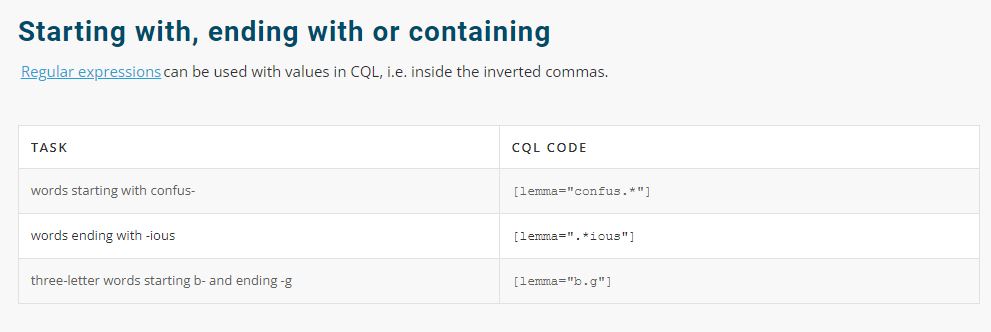 Starting with, ending with or containing
Regular expressions can be used with values in CQL, i.e. inside the inverted commas.
TASK CQL CODE
words starting with confus- [lemma="confus.*"]
words ending with -ious [lemma=".*ious"]
three-letter words starting b- and ending -g [lemma="b.g"]